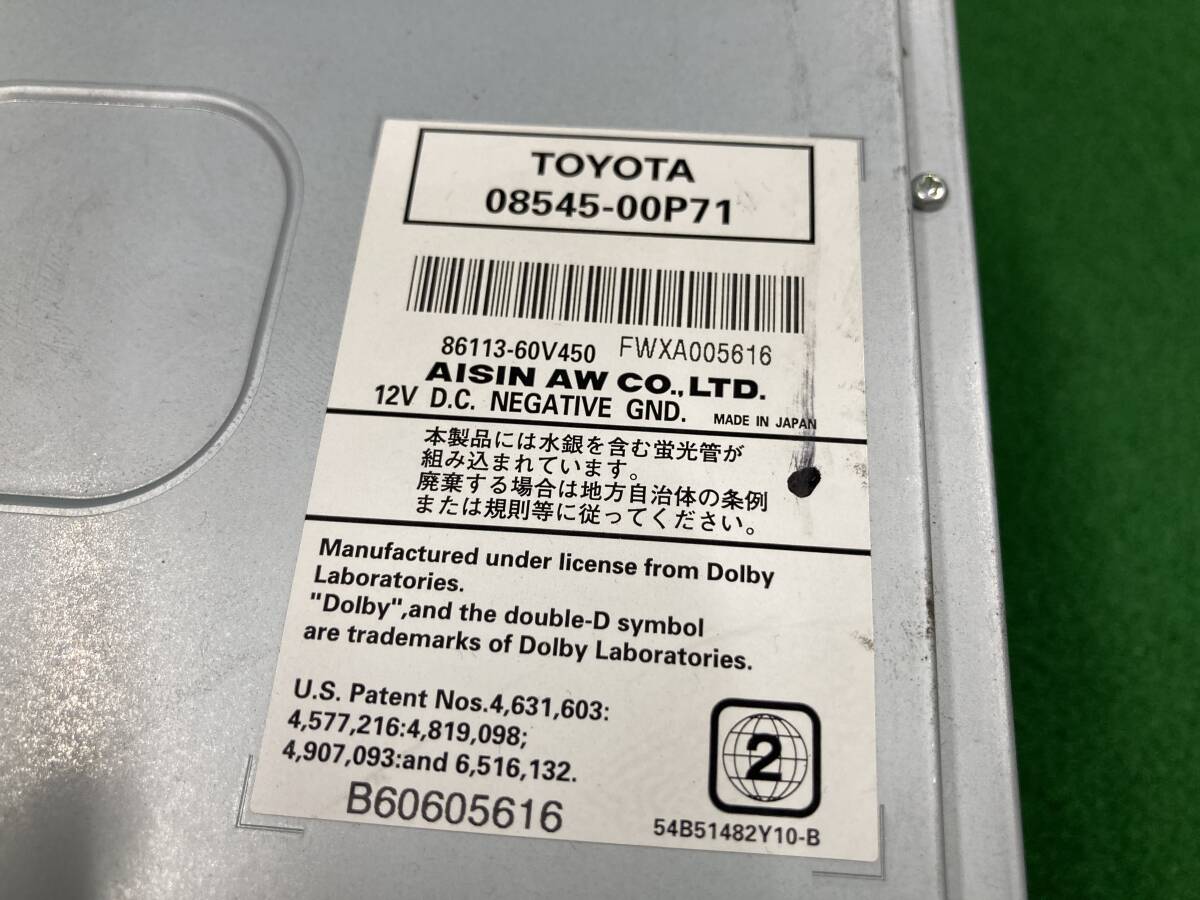 TOYOTA
08545-00P71
86113-60V450 FWXA005616
AISIN AW CO.,LTD.
12V D.C. NEGATIVE GND. MADE IN JAPAN
本製品には水銀を含む蛍光管が
組み込まれています。
廃棄する場合は地方自治体の条例
または規則等に従ってください。
Manufactured under license from Dolby
Laboratories.
"Dolby",and the double-D symbol
are trademarks of Dolby Laboratories.
U.S. Patent Nos.4,631,603:
4,577,216:4,819,098;
4,907,093:and 6,516,132.
2
B60605616
54B51482Y10-B